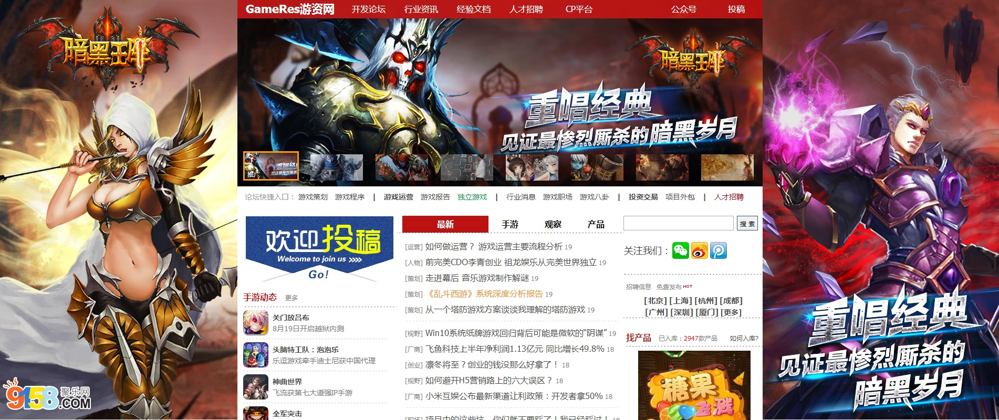 暗黑王座
9158聚乐网
.COM
GameRes游资网 开发论坛 行业资讯 经验文档 人才招聘 CP平台 公众号 投稿
暗黑王座
重唱经典
见证最惨烈厮杀的暗黑岁月
推广
论坛快捷入口： 游戏策划 游戏程序 | 游戏运营 游戏报告 独立游戏 | 行业消息 游戏职场 游戏八卦 | 投资交易 项目外包 | 人才招聘
欢迎投稿
Welcome to join us
Go!
手游动态 更多
关门放吕布
8月19日开启越狱内测
头脑特工队：泡泡乐
乐逗游戏牵手迪士尼获中国代理
神曲世界
飞流获第七大道强IP手游
全军突击
最新 手游 观察 产品
[运营] 如何做运营？ 游戏运营主要流程分析 19
[人物] 前完美CDO李青创业 祖龙娱乐从完美世界独立 19
[策划] 走进幕后 音乐游戏制作解谜 19
[策划] 《乱斗西游》系统深度分析报告 19
[策划] 从一个塔防游戏方案谈谈我理解的塔防游戏 19
[视野] Win10系统纸牌游戏回归背后可能是微软的“阴谋” 19
[厂商] 飞鱼科技上半年净利润1.13亿元 同比增长49.8% 18
[创业] 凛冬将至？创业的钱没那么好拿了！ 18
[视野] 如何避开H5营销路上的六大误区？ 18
[厂商] 小米互娱公布最新渠道让利政策：开发者拿50% 18
[职场] 项目中的这些坑，你们就不要踩了！我已经踩过！ 18
搜 索
关注我们：
招聘信息 免费发布 HOT
[北京] [上海] [杭州] [成都]
[广州] [深圳] [厦门] [更多]
找产品 已入库：2947款产品 如何入库?
糖果
飞溅
重唱经典
见证最惨烈厮杀的
暗黑岁月